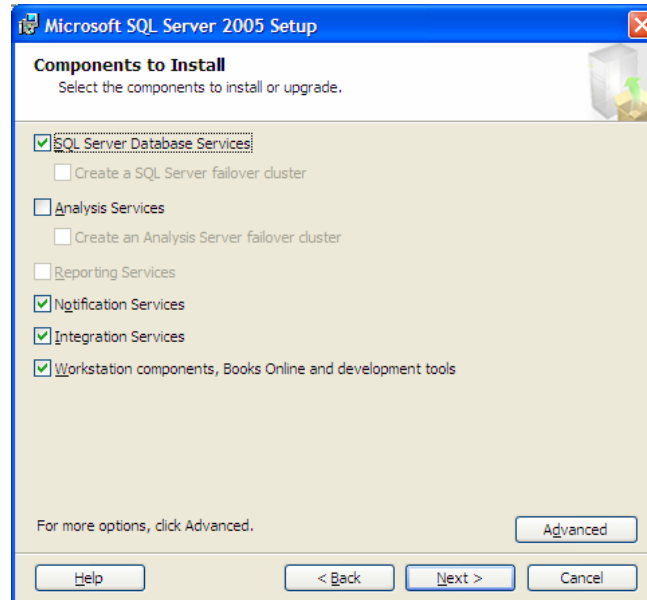 Microsoft SQL Server 2005 Setup
Components to Install
Select the components to install or upgrade.
SQL Server Database Services
Create a SQL Server failover cluster
Analysis Services
Create an Analysis Server failover cluster
Reporting Services
Notification Services
Integration Services
Workstation components, Books Online and development tools
For more options, click Advanced.
Advanced
Help
< Back
Next >
Cancel